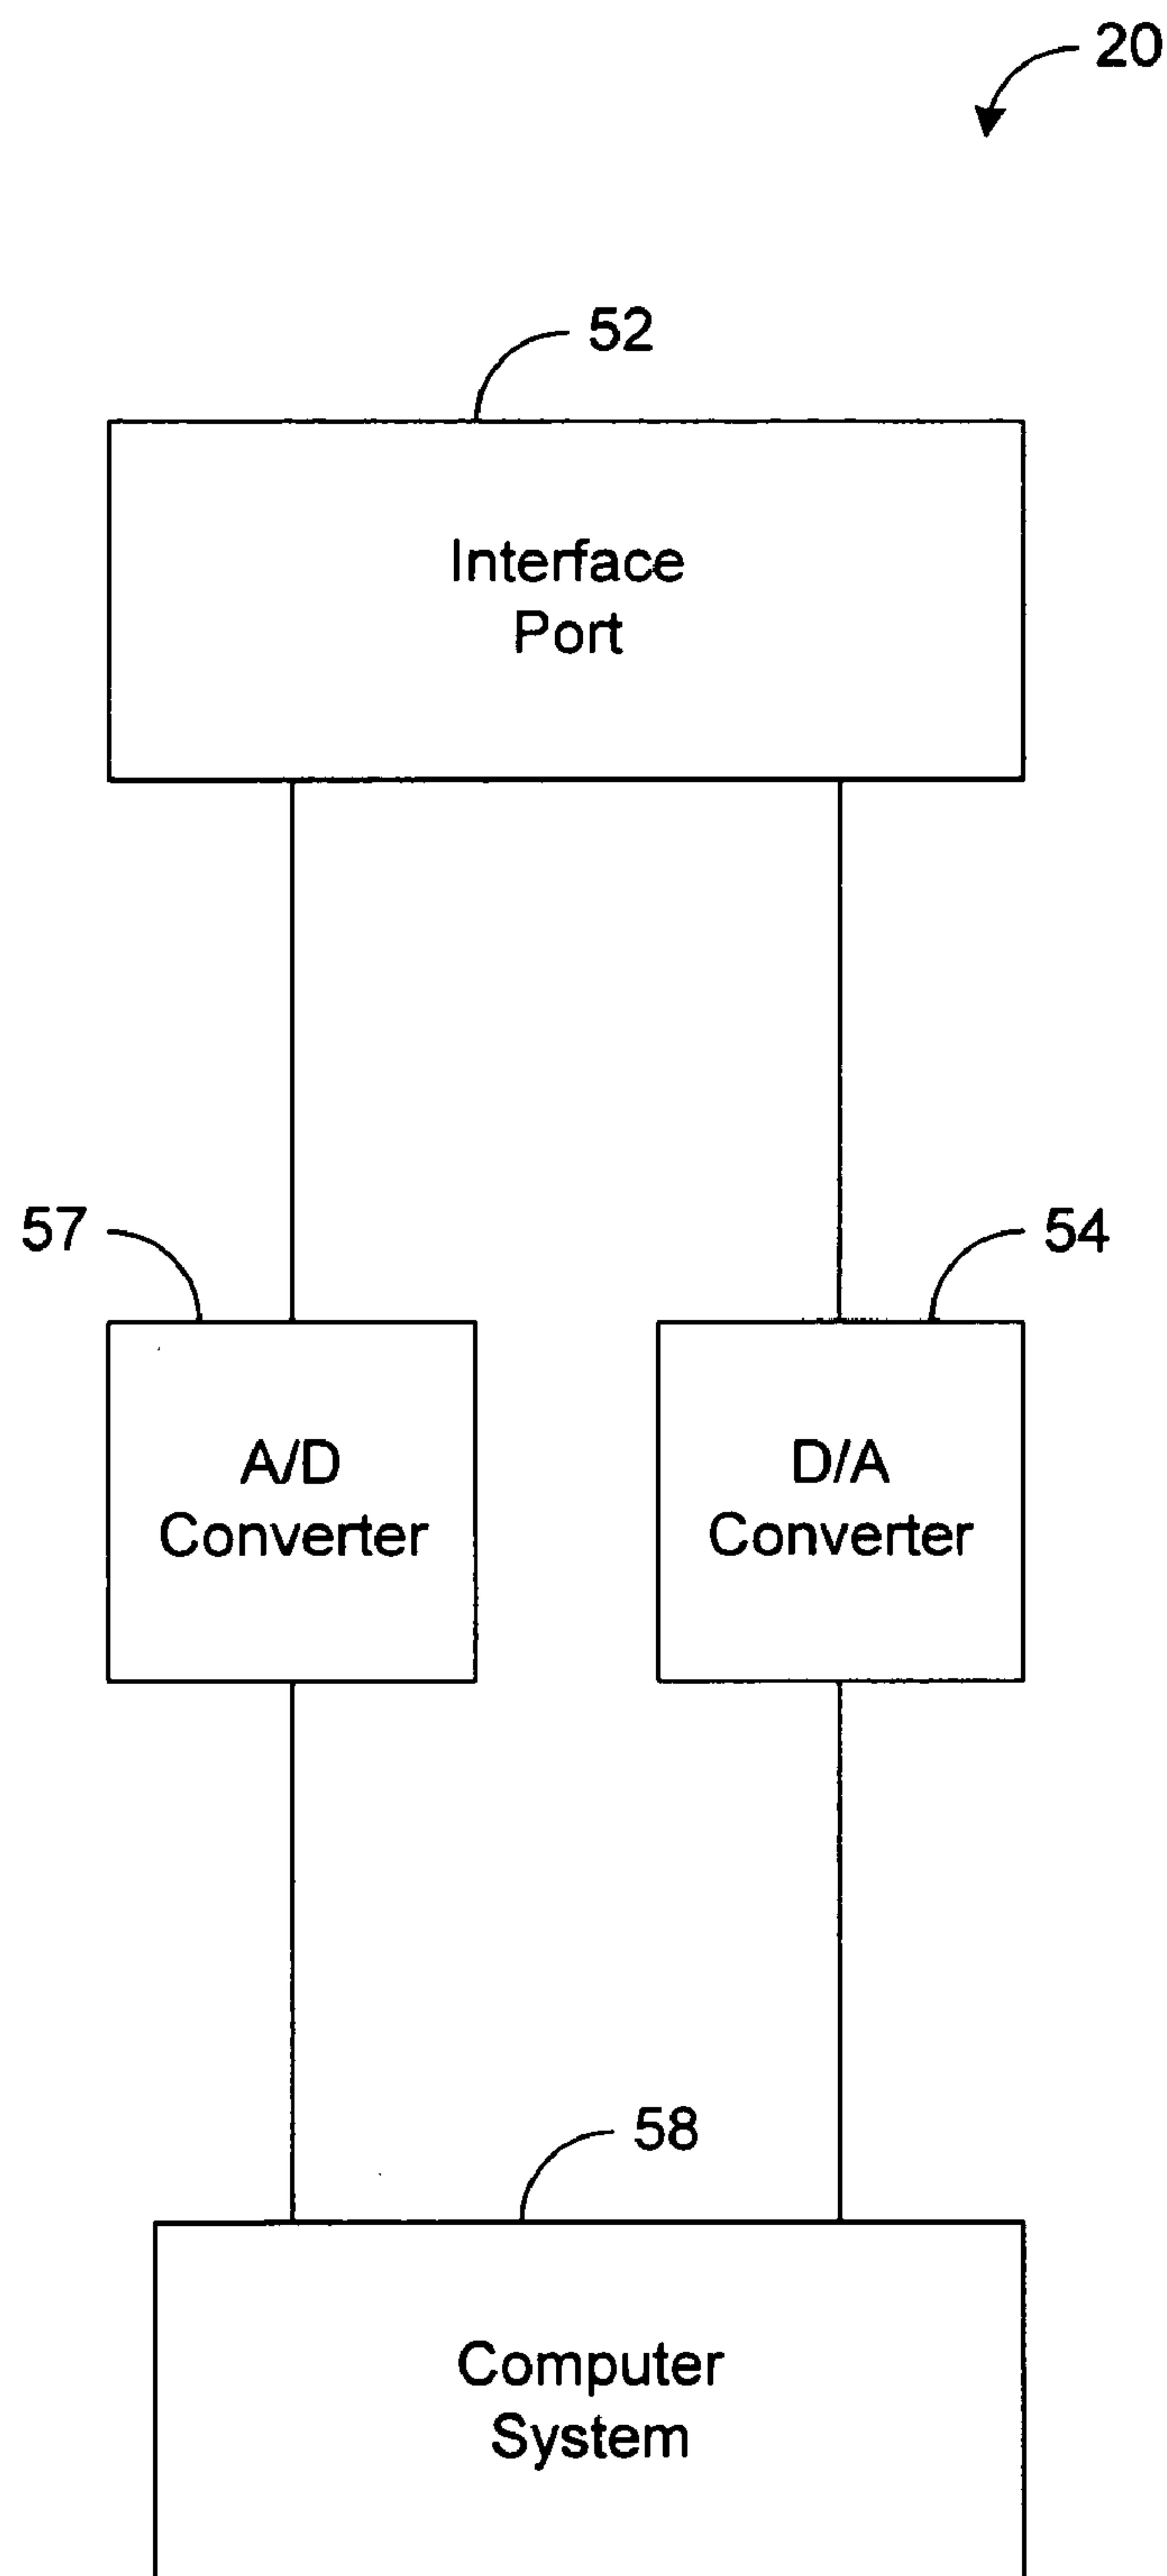 20
52
Interface
Port
57
54
A/D
Converter
D/A
Converter
58
Computer
System